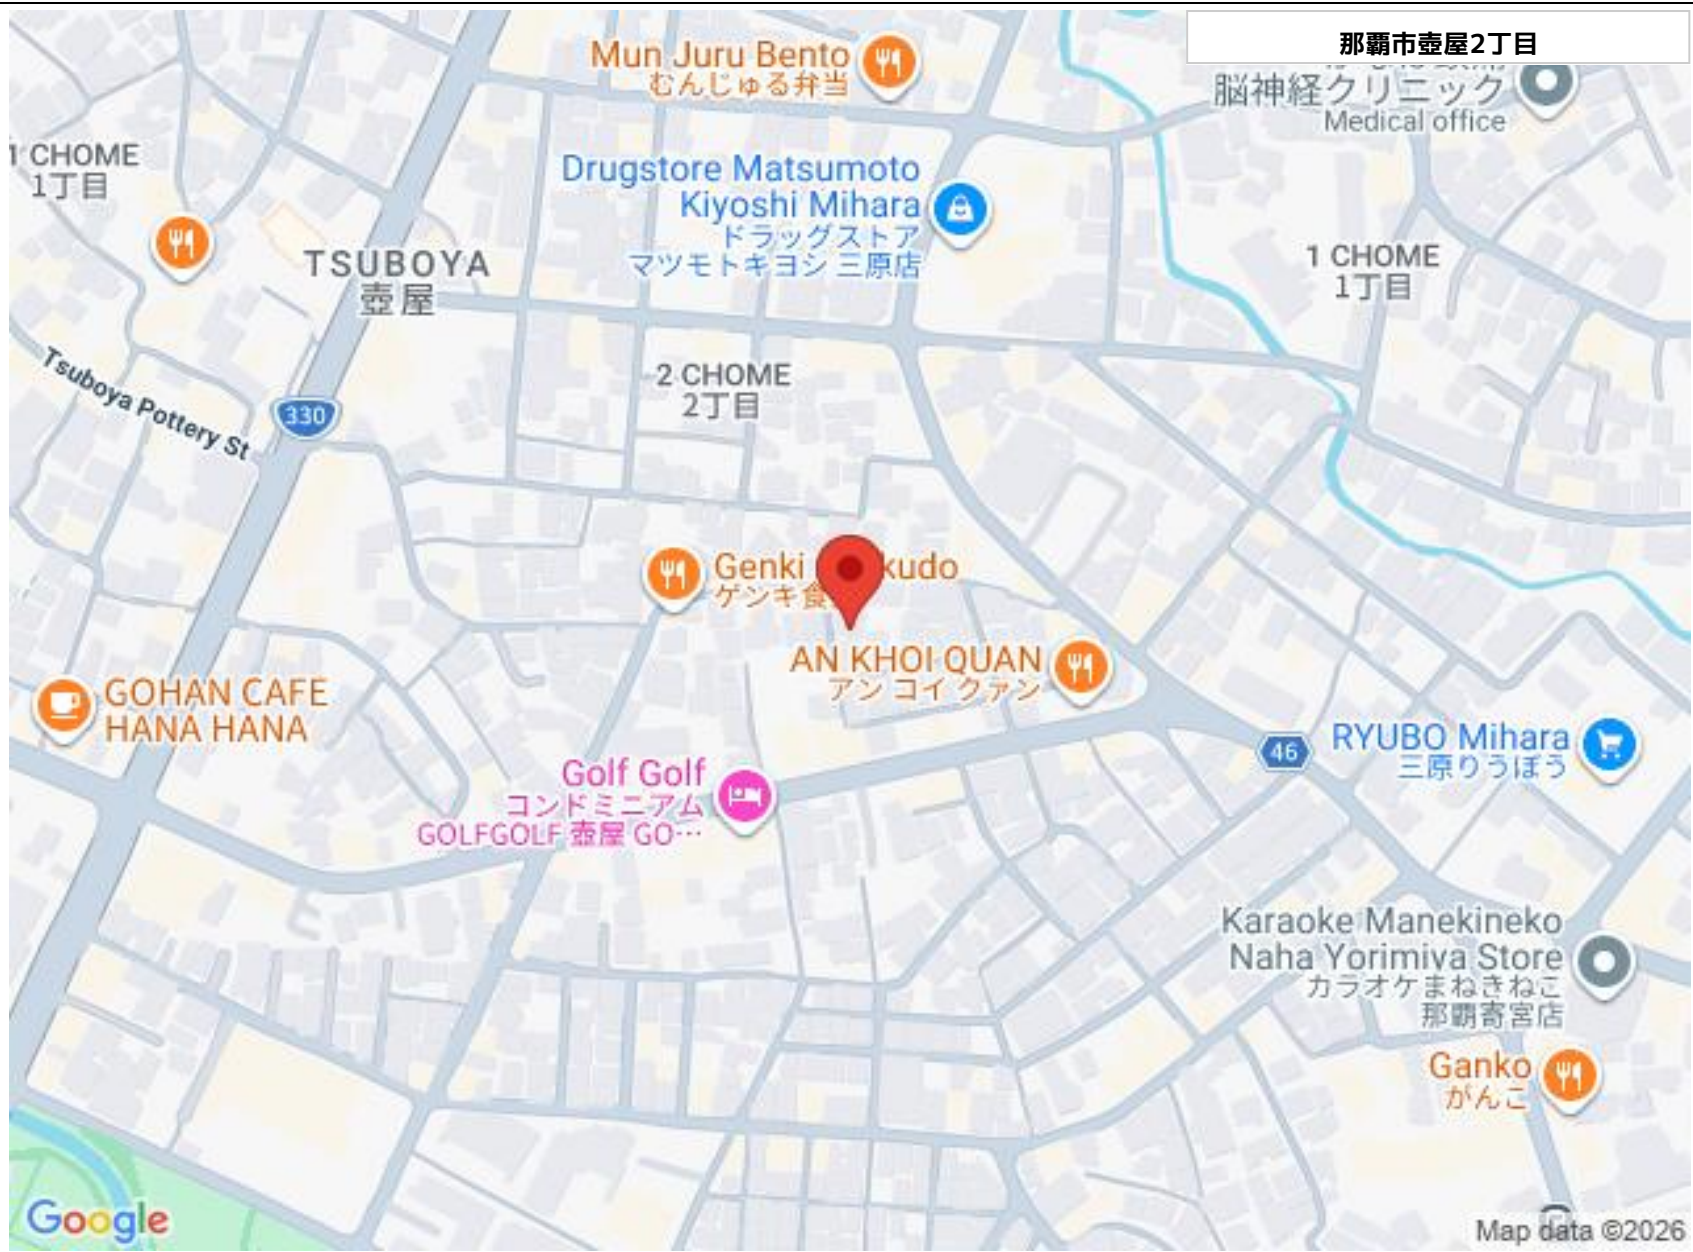 那覇市壺屋2丁目
Mun Juru Bento
むんじゅる弁当
脳神経クリニック
Medical office
1 CHOME
1丁目
Drugstore Matsumoto
Kiyoshi Mihara
ドラッグストア
マツモトキヨシ 三原店
TSUBOYA
壺屋
1 CHOME
1丁目
Tsuboya Pottery St
330
2 CHOME
2丁目
Genki
kudo
ゲンキ食
AN KHOI QUAN
アン コイ クァン
GOHAN CAFE
HANA HANA
46
RYUBO Mihara
三原りうぼう
Golf Golf
コンドミニアム
GOLFGOLF 壺屋 GO…
Karaoke Manekineko
Naha Yorimiya Store
カラオケまねきねこ
那覇寄宮店
Ganko
がんこ
Google
Map data ©2026